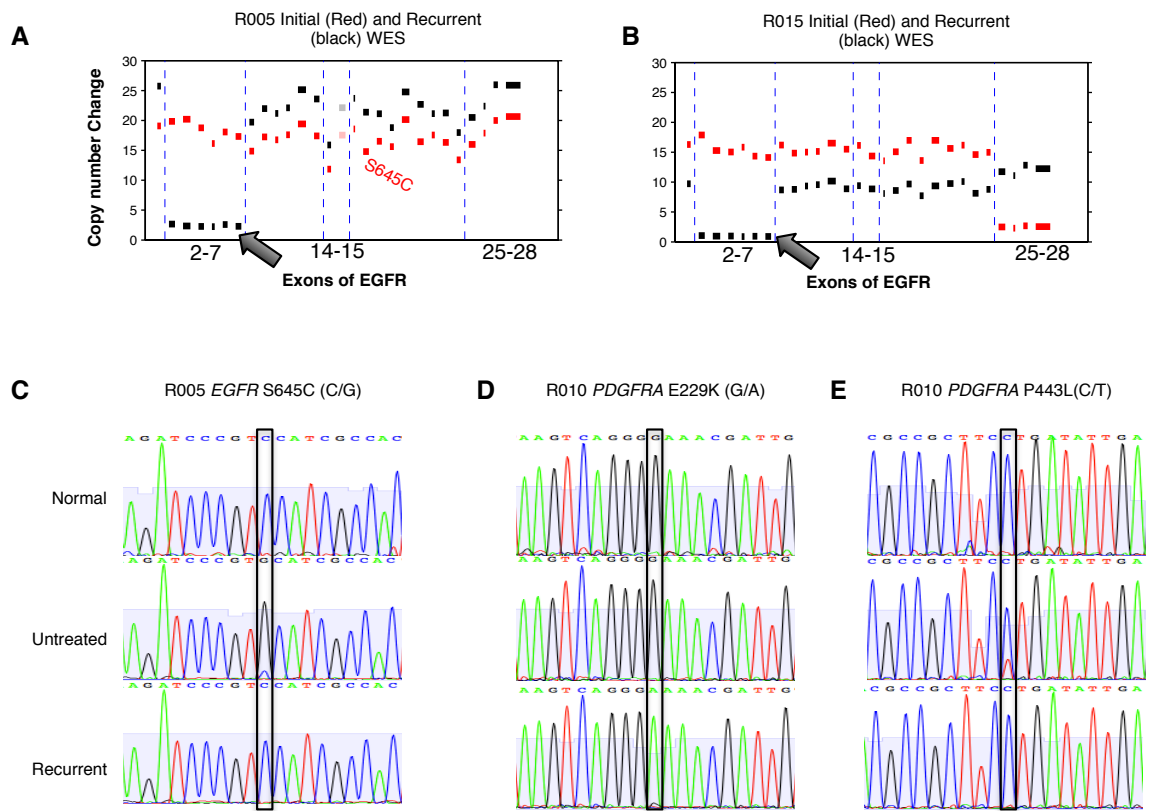 A
R005 Initial (Red) and Recurrent
(black) WES
Copy number Change
30
25
20
15
10
5
0
S645C
2-7
14-15
25-28
Exons of EGFR
B
R015 Initial (Red) and Recurrent
(black) WES
30
25
20
15
10
5
0
2-7
14-15
25-28
Exons of EGFR
C
R005 EGFR S645C (C/G)
Normal
A G A T C C C G T C C A T C G C C A C
Untreated
A G A T C C C G T G C A T C G C C A C
Recurrent
A G A T C C C G T C C A T C G C C A C
D
R010 PDGFRA E229K (G/A)
A A G T C A G G G G A A A C G A T T G
A A G T C A G G G G A A A C G A T T G
A A G T C A G G G A A A A C G A T T G
E
R010 PDGFRA P443L(C/T)
C G C C G C T T C C T G A T A T T G A
C G C C G C T T C C T G A T A T T G A
A C G C C G C T T C C T G A T A T T G A